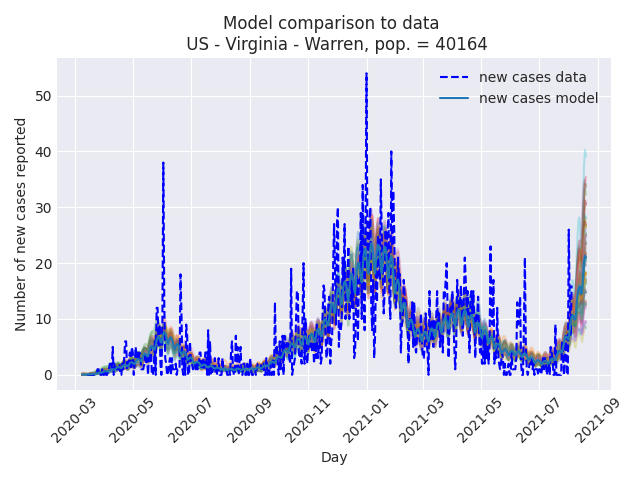 Model comparison to data
US - Virginia - Warren, pop. = 40164
new cases data
new cases model
Number of new cases reported
50
40
30
20
10
0
2020-03
2020-05
2020-07
2020-09
2020-11
2021-01
2021-03
2021-05
2021-07
2021-09
Day